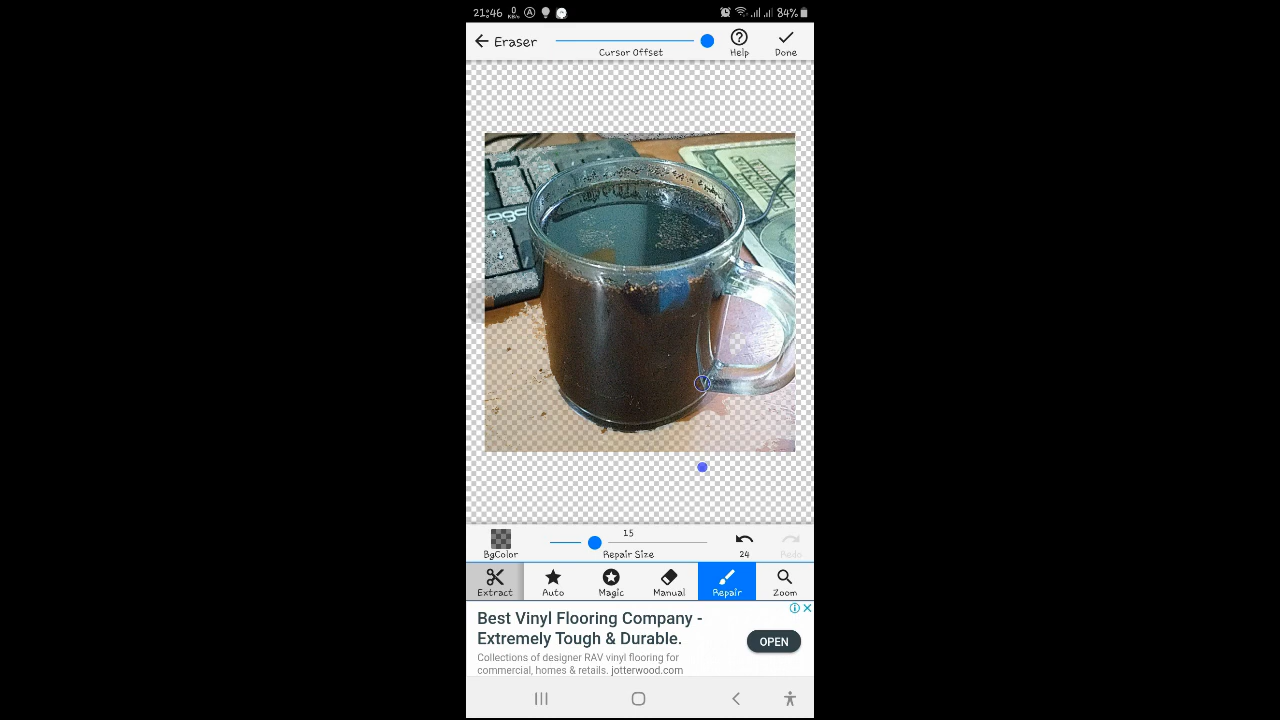 21:46 0 KB/s A 84%
Eraser
Cursor Offset
Help
Done
15
BgColor
Repair Size
24
Redo
Extract
Auto
Magic
Manual
Repair
Zoom
Best Vinyl Flooring Company -
Extremely Tough & Durable.
OPEN
Collections of designer RAV vinyl flooring for
commercial, homes & retails. jotterwood.com